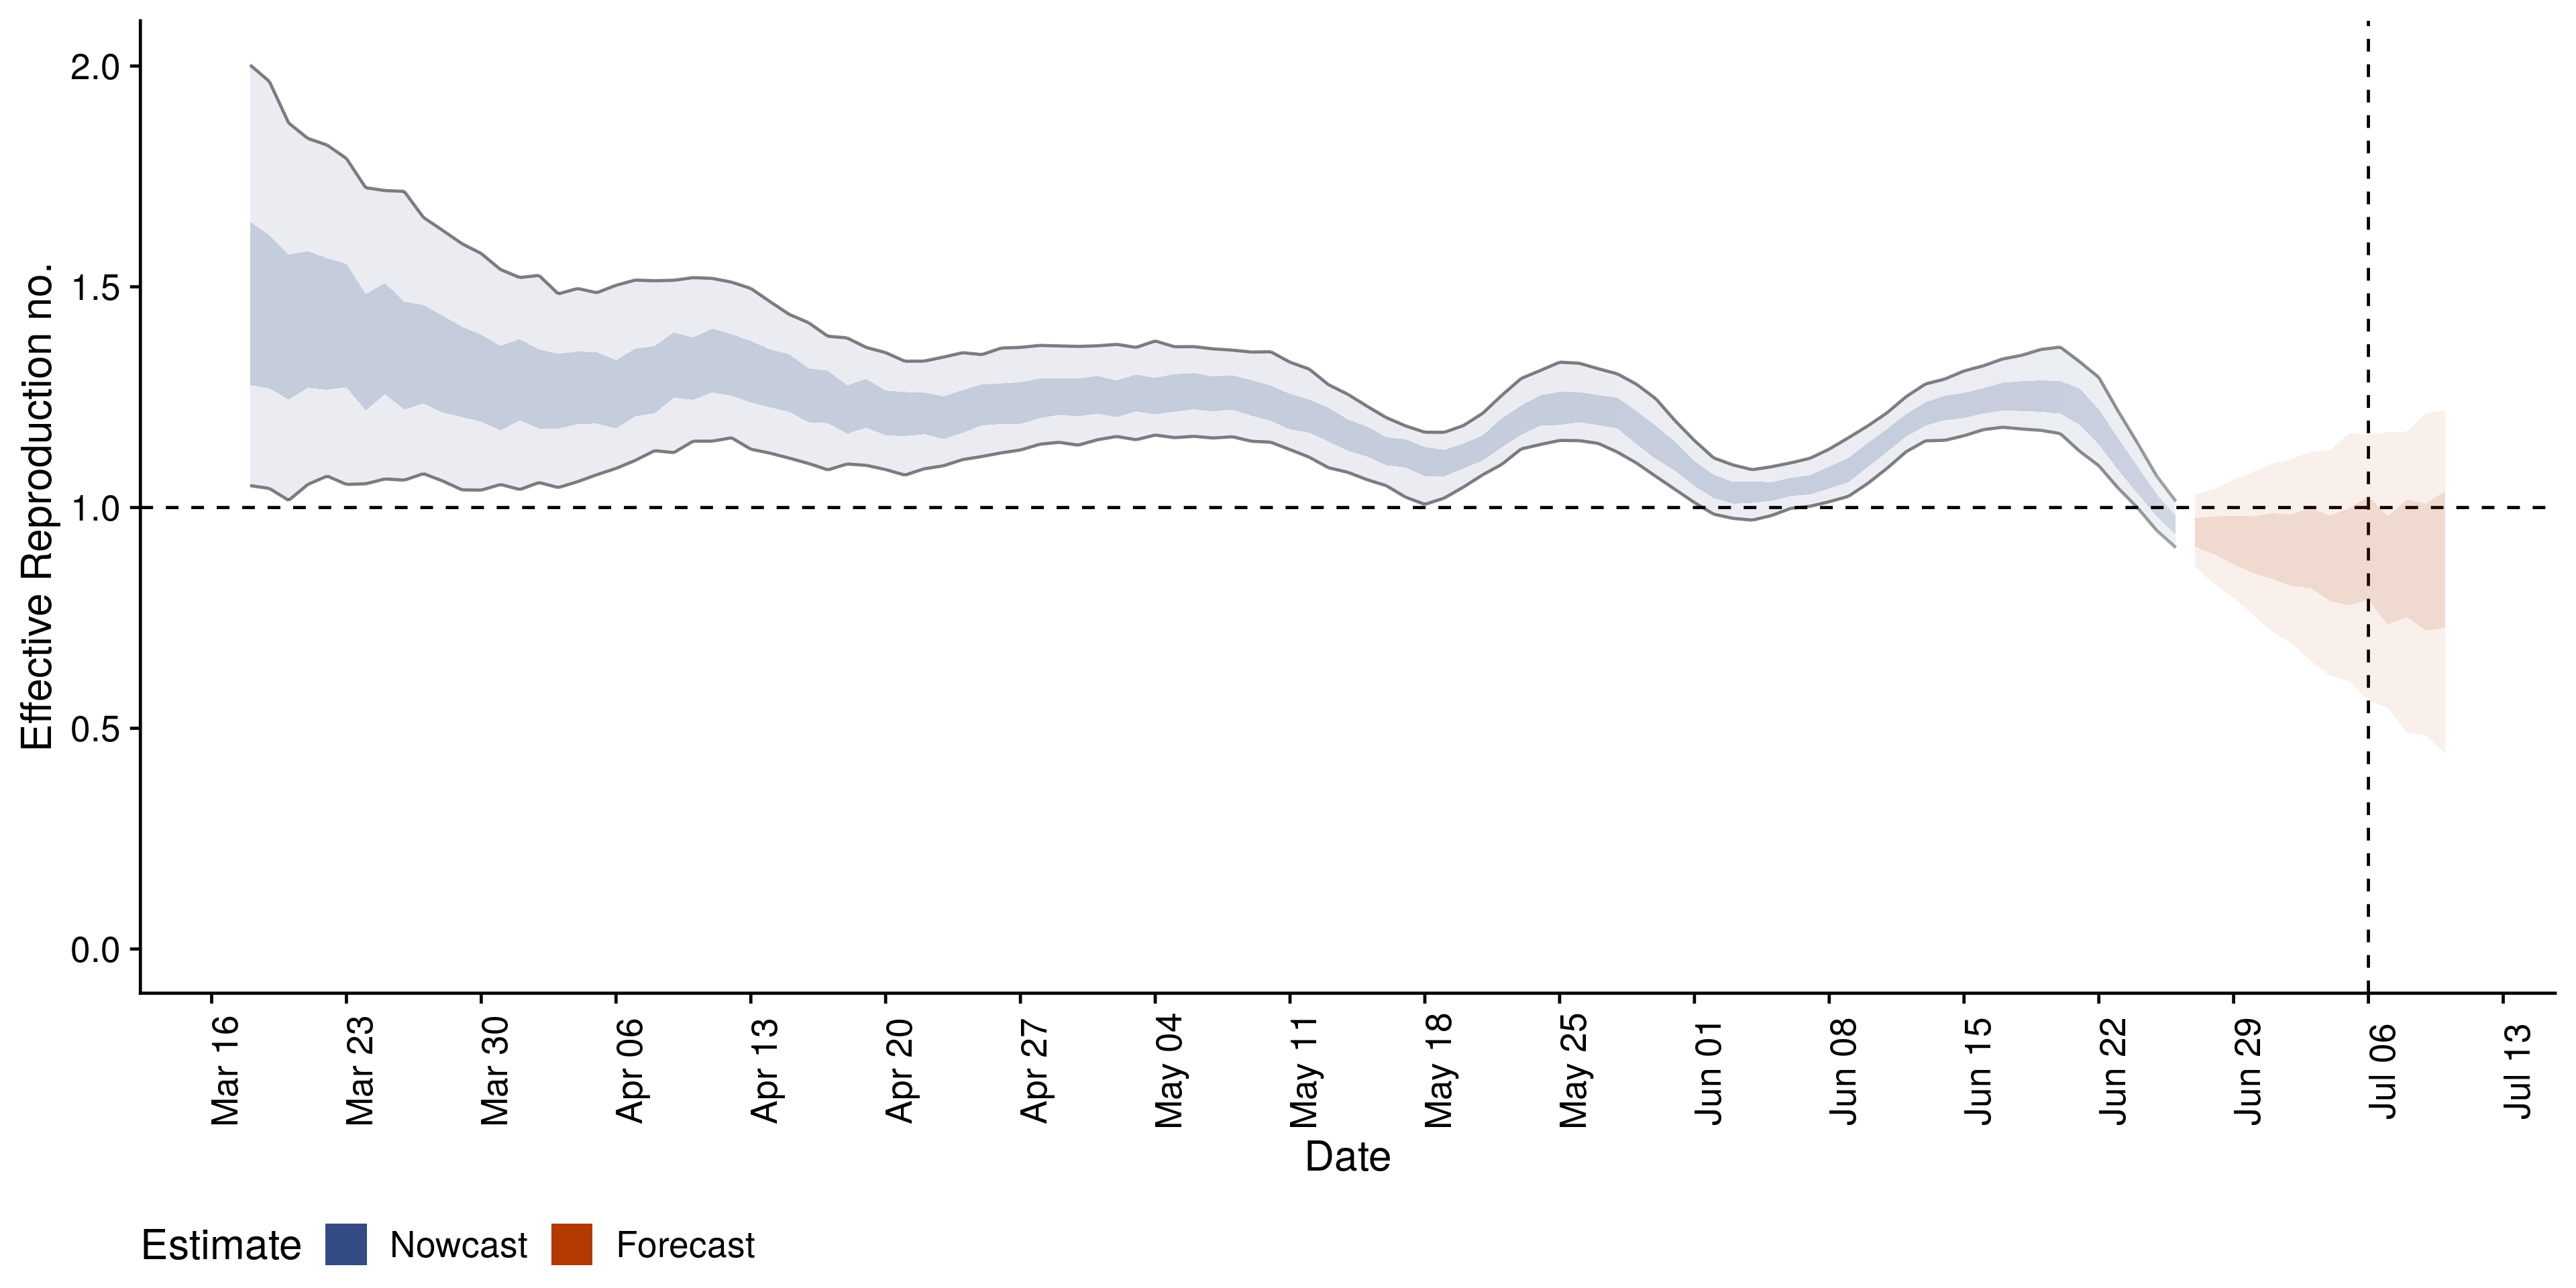 Effective Reproduction no.
2.0
1.5
1.0
0.5
0.0
Mar 16
Mar 23
Mar 30
Apr 06
Apr 13
Apr 20
Apr 27
May 04
May 11
May 18
May 25
Jun 01
Jun 08
Jun 15
Jun 22
Jun 29
Jul 06
Jul 13
Date
Estimate Nowcast Forecast